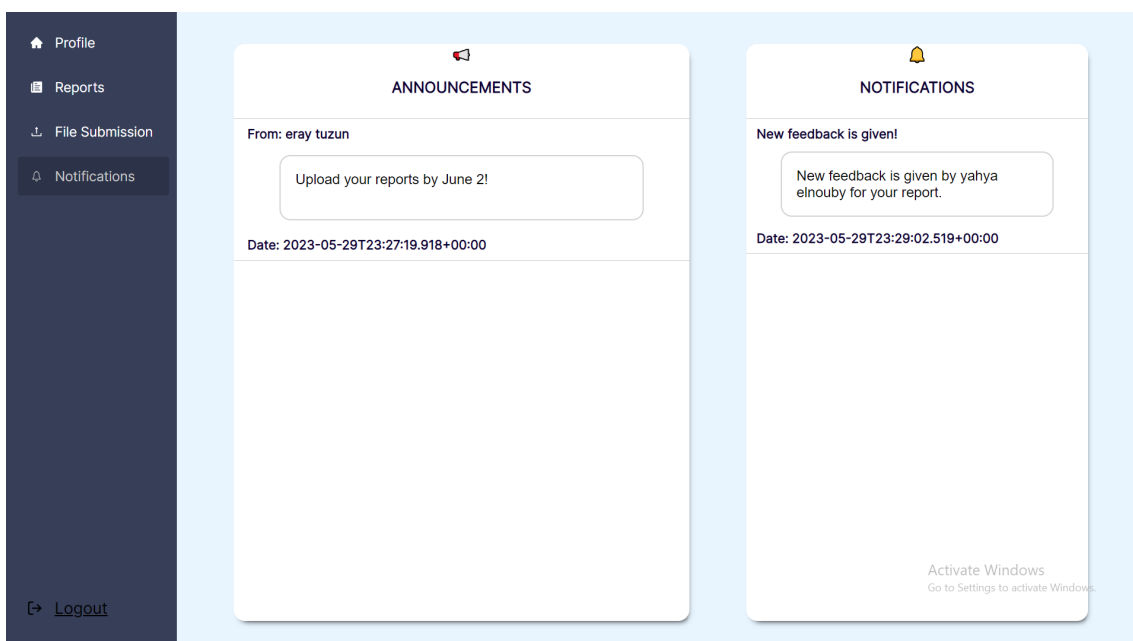 Profile
Reports
File Submission
Notifications
Logout
ANNOUNCEMENTS
From: eray tuzun
Upload your reports by June 2!
Date: 2023-05-29T23:27:19.918+00:00
NOTIFICATIONS
New feedback is given!
New feedback is given by yahya
elnouby for your report.
Date: 2023-05-29T23:29:02.519+00:00
Activate Windows
Go to Settings to activate Windows.